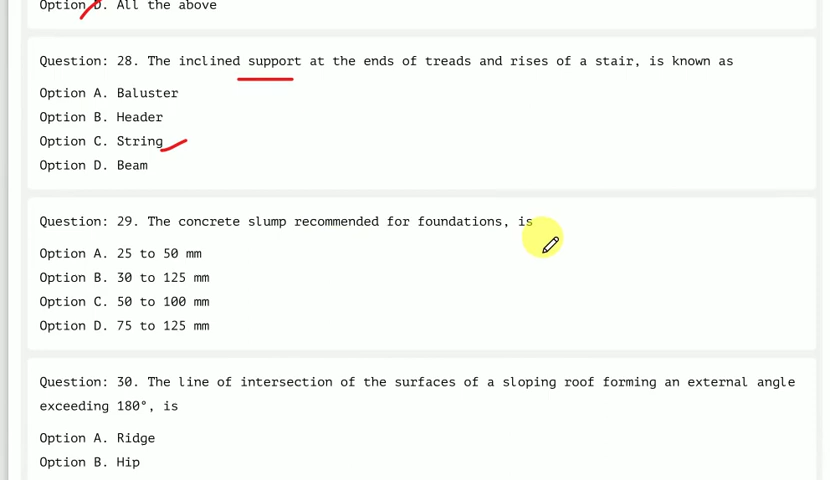 Option D. All the above
Question: 28. The inclined support at the ends of treads and rises of a stair, is known as
Option A. Baluster
Option B. Header
Option C. String
Option D. Beam
Question: 29. The concrete slump recommended for foundations, is
Option A. 25 to 50 mm
Option B. 30 to 125 mm
Option C. 50 to 100 mm
Option D. 75 to 125 mm
Question: 30. The line of intersection of the surfaces of a sloping roof forming an external angle
exceeding 180°, is
Option A. Ridge
Option B. Hip